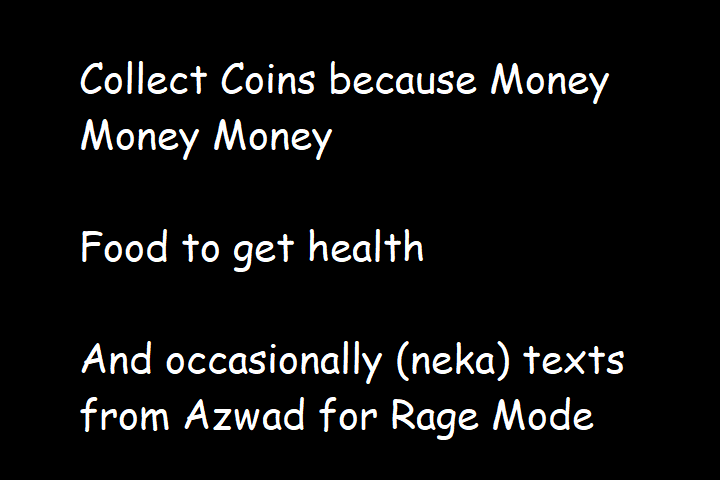 Collect Coins because Money
Money Money
Food to get health
And occasionally (neka) texts
from Azwad for Rage Mode